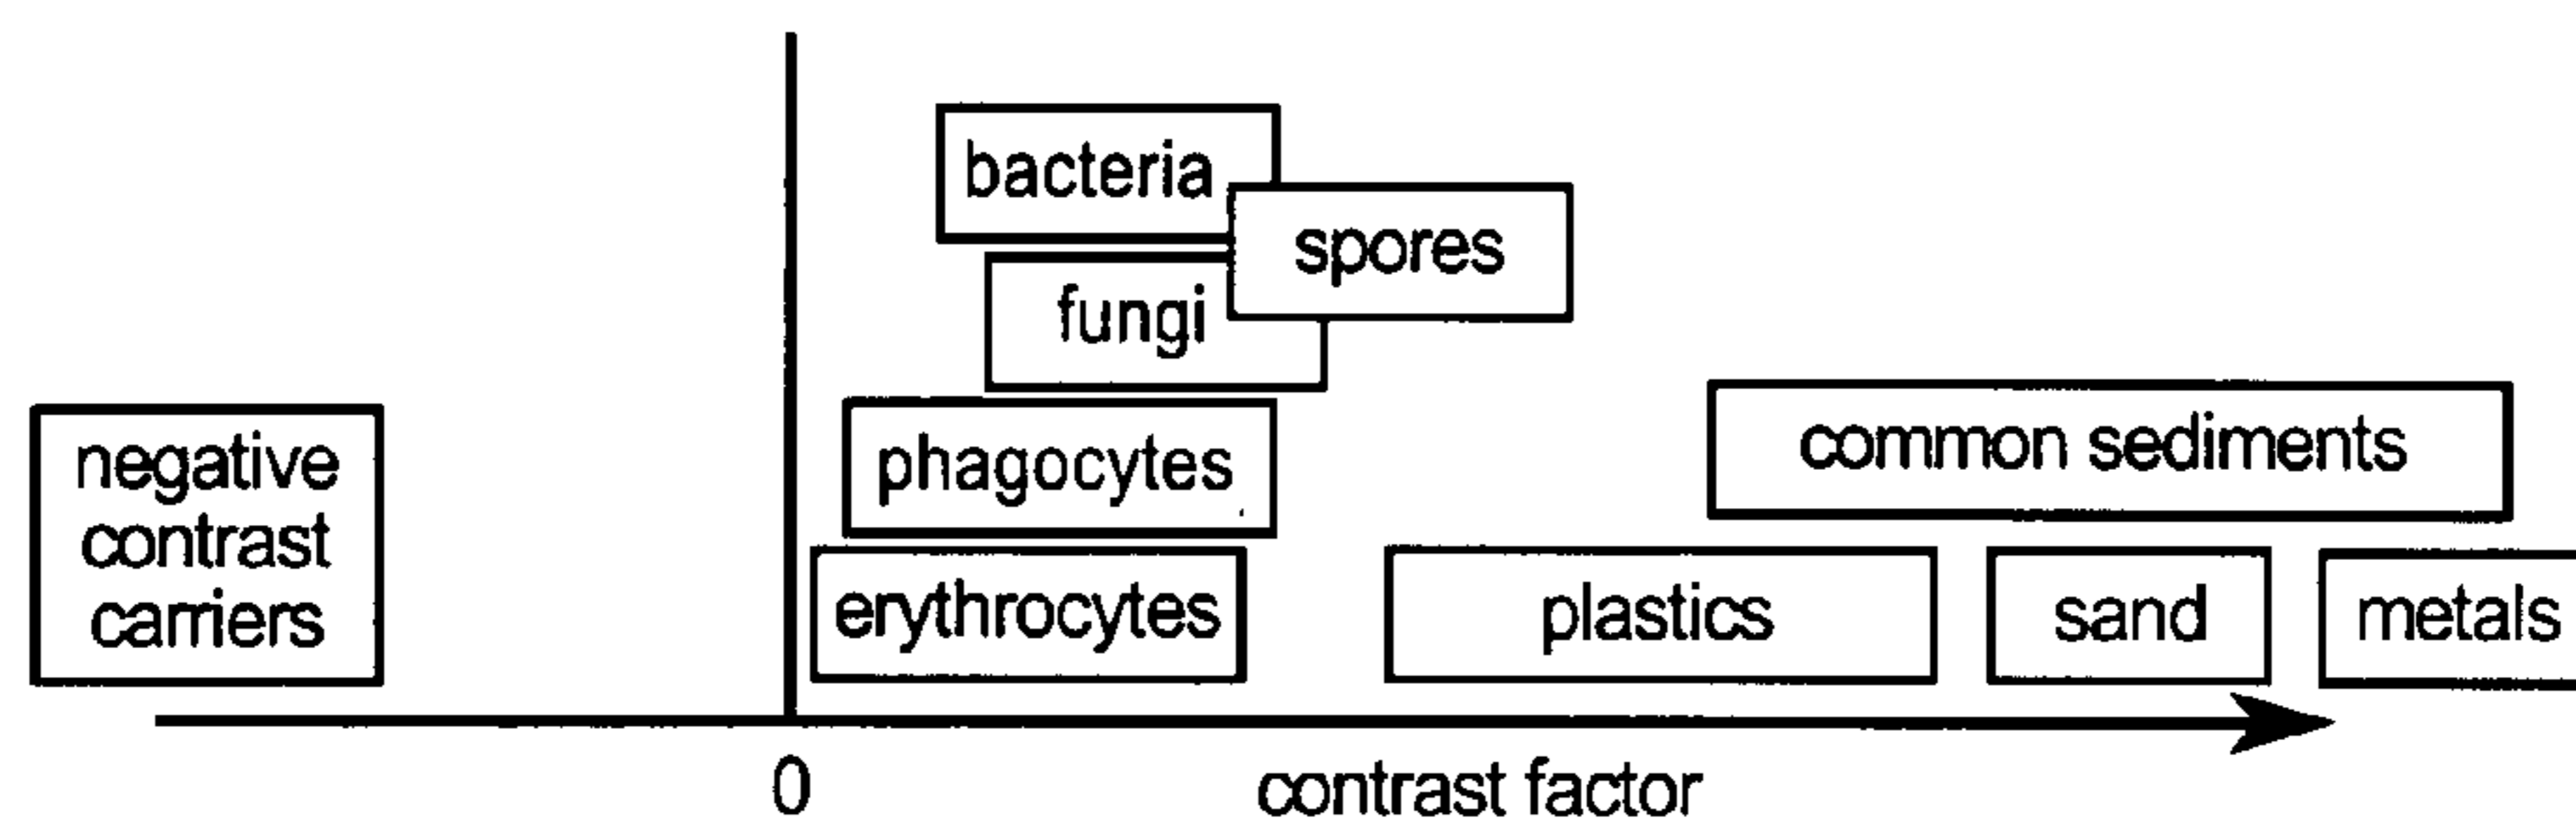 bacteria
spores
fungi
negative
contrast
carriers
phagocytes
common sediments
erythrocytes
plastics
sand
metals
0
contrast factor